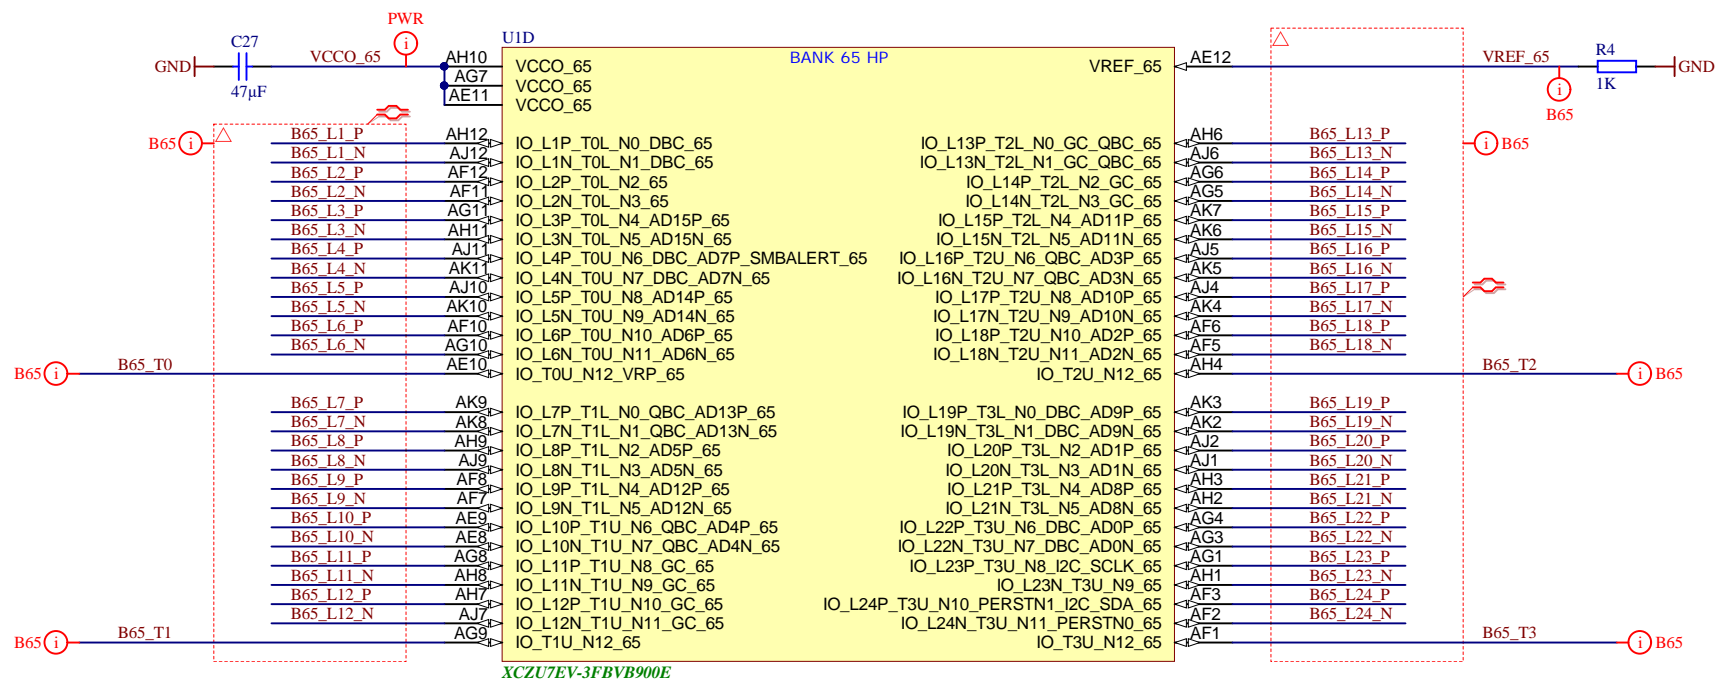 PWR
i
C27
VCCO_65
GND
47µF
U1D
BANK 65 HP
AH10 VCCO_65
AG7 VCCO_65
AE11 VCCO_65
VREF_65 AE12 VREF_65
R4
GND
1K
i
B65
B65 i
B65_L1_P AH12 IO_L1P_T0L_N0_DBC_65
B65_L1_N AJ12 IO_L1N_T0L_N1_DBC_65
B65_L2_P AF12 IO_L2P_T0L_N2_65
B65_L2_N AF11 IO_L2N_T0L_N3_65
B65_L3_P AG11 IO_L3P_T0L_N4_AD15P_65
B65_L3_N AH11 IO_L3N_T0L_N5_AD15N_65
B65_L4_P AJ11 IO_L4P_T0U_N6_DBC_AD7P_SMBALERT_65
B65_L4_N AK11 IO_L4N_T0U_N7_DBC_AD7N_65
B65_L5_P AJ10 IO_L5P_T0U_N8_AD14P_65
B65_L5_N AK10 IO_L5N_T0U_N9_AD14N_65
B65_L6_P AF10 IO_L6P_T0U_N10_AD6P_65
B65_L6_N AG10 IO_L6N_T0U_N11_AD6N_65
B65 i B65_T0 AE10 IO_T0U_N12_VRP_65
B65_L7_P AK9 IO_L7P_T1L_N0_QBC_AD13P_65
B65_L7_N AK8 IO_L7N_T1L_N1_QBC_AD13N_65
B65_L8_P AH9 IO_L8P_T1L_N2_AD5P_65
B65_L8_N AJ9 IO_L8N_T1L_N3_AD5N_65
B65_L9_P AF8 IO_L9P_T1L_N4_AD12P_65
B65_L9_N AF7 IO_L9N_T1L_N5_AD12N_65
B65_L10_P AE9 IO_L10P_T1U_N6_QBC_AD4P_65
B65_L10_N AE8 IO_L10N_T1U_N7_QBC_AD4N_65
B65_L11_P AG8 IO_L11P_T1U_N8_GC_65
B65_L11_N AH8 IO_L11N_T1U_N9_GC_65
B65_L12_P AH7 IO_L12P_T1U_N10_GC_65
B65_L12_N AJ7 IO_L12N_T1U_N11_GC_65
B65 i B65_T1 AG9 IO_T1U_N12_65
IO_L13P_T2L_N0_GC_QBC_65 AH6 B65_L13_P
i B65
IO_L13N_T2L_N1_GC_QBC_65 AJ6 B65_L13_N
IO_L14P_T2L_N2_GC_65 AG6 B65_L14_P
IO_L14N_T2L_N3_GC_65 AG5 B65_L14_N
IO_L15P_T2L_N4_AD11P_65 AK7 B65_L15_P
IO_L15N_T2L_N5_AD11N_65 AK6 B65_L15_N
IO_L16P_T2U_N6_QBC_AD3P_65 AJ5 B65_L16_P
IO_L16N_T2U_N7_QBC_AD3N_65 AK5 B65_L16_N
IO_L17P_T2U_N8_AD10P_65 AJ4 B65_L17_P
IO_L17N_T2U_N9_AD10N_65 AK4 B65_L17_N
IO_L18P_T2U_N10_AD2P_65 AF6 B65_L18_P
IO_L18N_T2U_N11_AD2N_65 AF5 B65_L18_N
IO_T2U_N12_65 AH4 B65_T2 i B65
IO_L19P_T3L_N0_DBC_AD9P_65 AK3 B65_L19_P
IO_L19N_T3L_N1_DBC_AD9N_65 AK2 B65_L19_N
IO_L20P_T3L_N2_AD1P_65 AJ2 B65_L20_P
IO_L20N_T3L_N3_AD1N_65 AJ1 B65_L20_N
IO_L21P_T3L_N4_AD8P_65 AH3 B65_L21_P
IO_L21N_T3L_N5_AD8N_65 AH2 B65_L21_N
IO_L22P_T3U_N6_DBC_AD0P_65 AG4 B65_L22_P
IO_L22N_T3U_N7_DBC_AD0N_65 AG3 B65_L22_N
IO_L23P_T3U_N8_I2C_SCLK_65 AG1 B65_L23_P
IO_L23N_T3U_N9_65 AH1 B65_L23_N
IO_L24P_T3U_N10_PERSTN1_I2C_SDA_65 AF3 B65_L24_P
IO_L24N_T3U_N11_PERSTN0_65 AF2 B65_L24_N
IO_T3U_N12_65 AF1 B65_T3 i B65
XCZU7EV-3FBVB900E